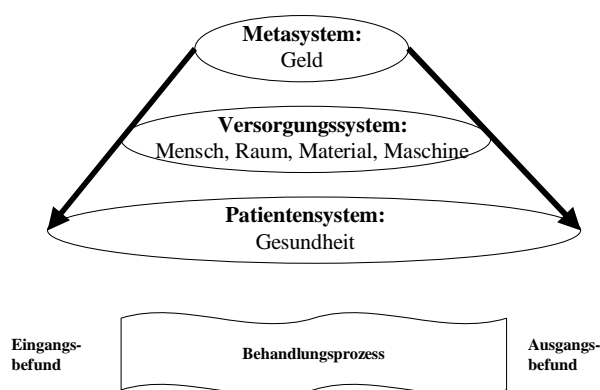 Metasystem:
Geld
Versorgungssystem:
Mensch, Raum, Material, Maschine
Patientensystem:
Gesundheit
Eingangs-
befund
Behandlungsprozess
Ausgangs-
befund